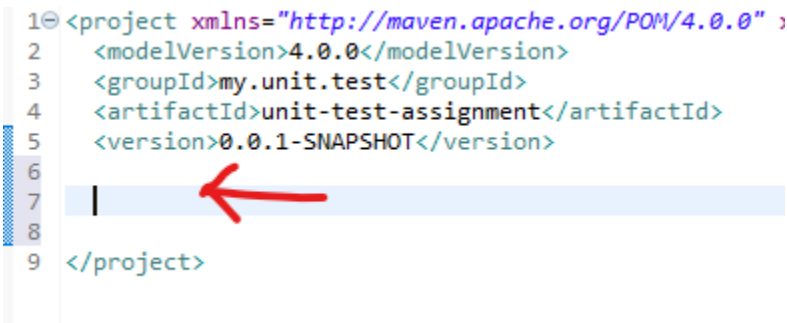 1 <project xmlns="http://maven.apache.org/POM/4.0.0"
2 <modelVersion>4.0.0</modelVersion>
3 <groupId>my.unit.test</groupId>
4 <artifactId>unit-test-assignment</artifactId>
5 <version>0.0.1-SNAPSHOT</version>
6
7
8
9 </project>